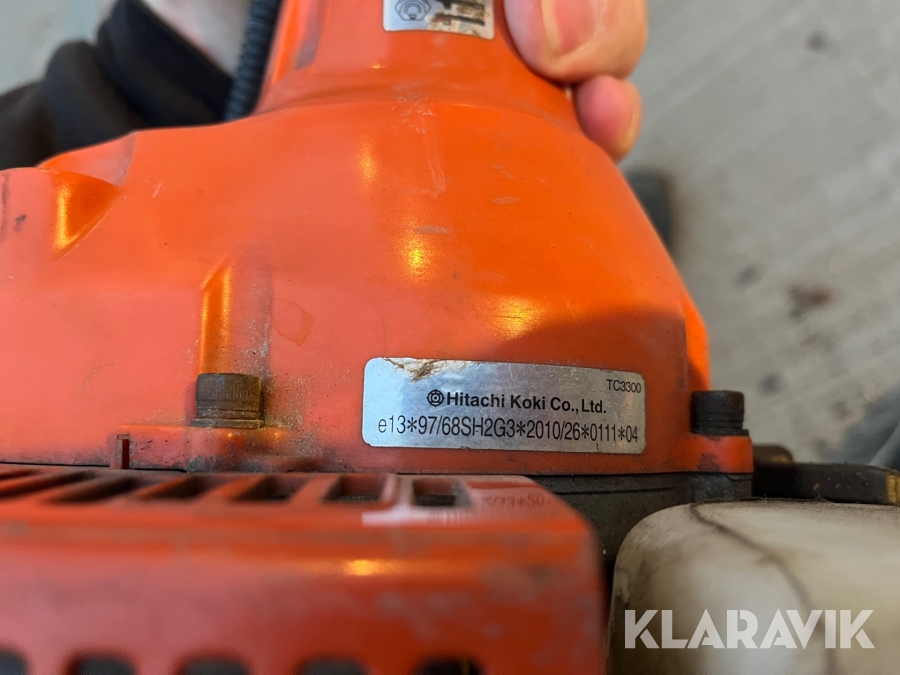 TC3300
Hitachi Koki Co., Ltd.
e13*97/68SH2G3*2010/26*0111*04
KLARAVIK